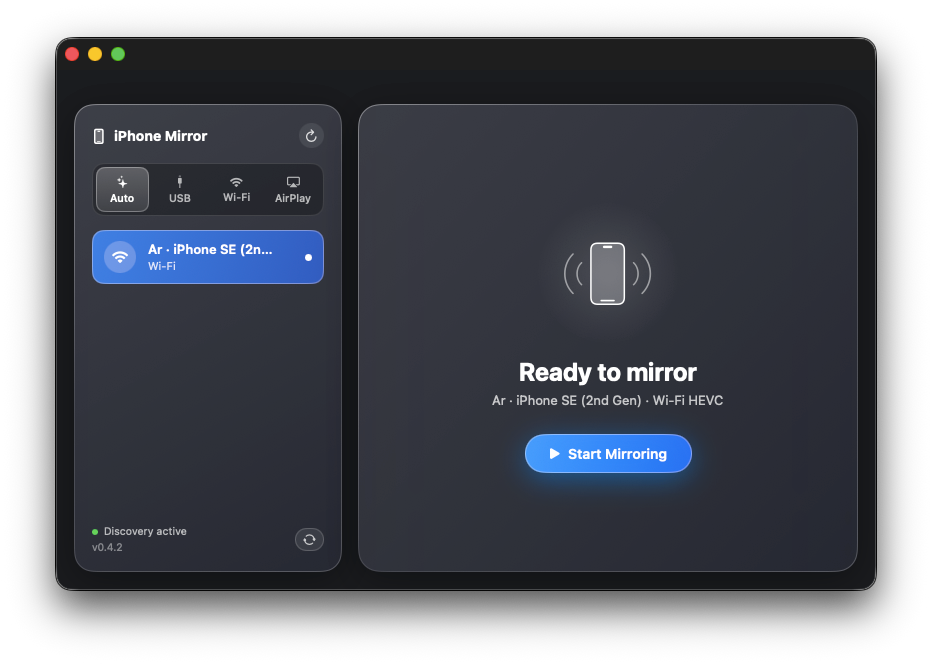 iPhone Mirror
Auto
USB
Wi-Fi
AirPlay
Ar · iPhone SE (2n...
Wi-Fi
Discovery active
v0.4.2
Ready to mirror
Ar · iPhone SE (2nd Gen) · Wi-Fi HEVC
Start Mirroring